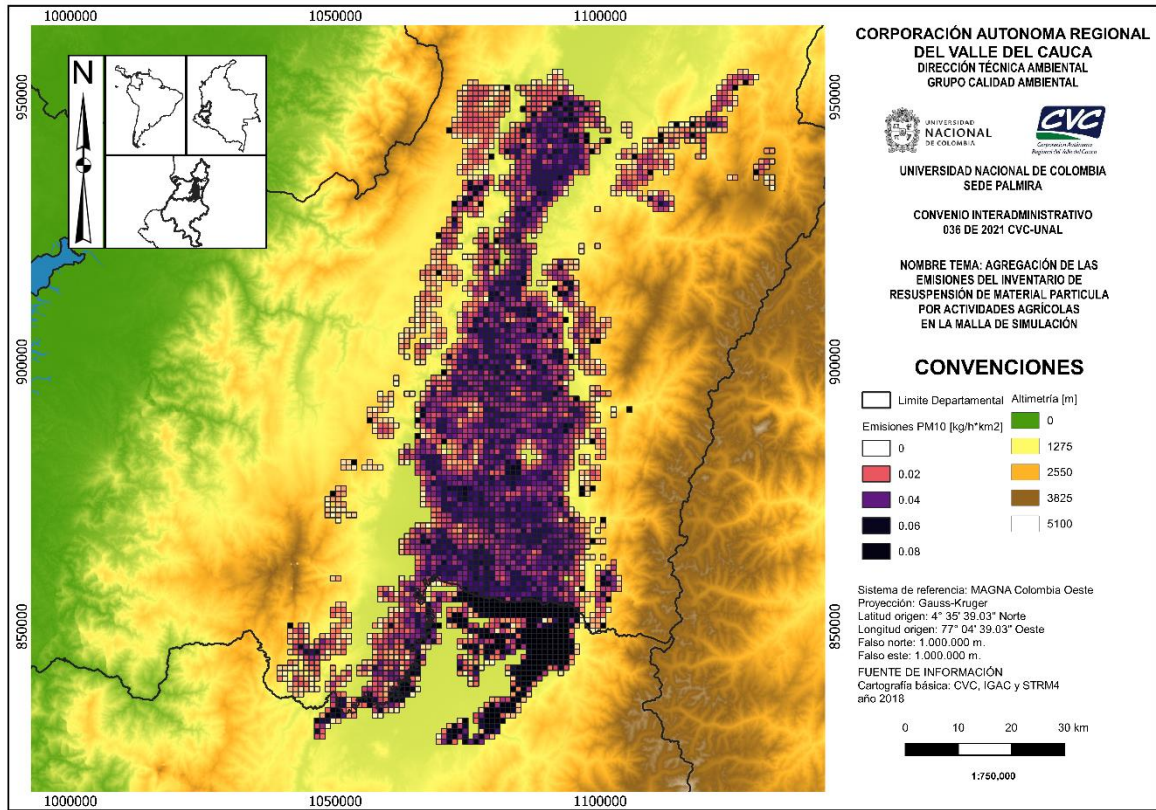 1000000
1050000
1100000
950000
900000
850000
950000
900000
850000
1000000
1050000
1100000
N
CORPORACIÓN AUTONOMA REGIONAL
DEL VALLE DEL CAUCA
DIRECCIÓN TÉCNICA AMBIENTAL
GRUPO CALIDAD AMBIENTAL
UNIVERSIDAD
NACIONAL
DE COLOMBIA
CVC
Corporación Autónoma
Regional del Valle del Cauca
UNIVERSIDAD NACIONAL DE COLOMBIA
SEDE PALMIRA
CONVENIO INTERADMINISTRATIVO
036 DE 2021 CVC-UNAL
NOMBRE TEMA: AGREGACIÓN DE LAS
EMISIONES DEL INVENTARIO DE
RESUSPENSIÓN DE MATERIAL PARTICULA
POR ACTIVIDADES AGRÍCOLAS
EN LA MALLA DE SIMULACIÓN
CONVENCIONES
Limite Departamental
Emisiones PM10 [kg/h*km2]
0
0.02
0.04
0.06
0.08
Altimetría [m]
0
1275
2550
3825
5100
Sistema de referencia: MAGNA Colombia Oeste
Proyección: Gauss-Kruger
Latitud origen: 4° 35' 39.03" Norte
Longitud origen: 77° 04' 39.03" Oeste
Falso norte: 1.000.000 m.
Falso este: 1.000.000 m.
FUENTE DE INFORMACIÓN
Cartografía básica: CVC, IGAC y STRM4
año 2018
0 10 20 30 km
1:750,000